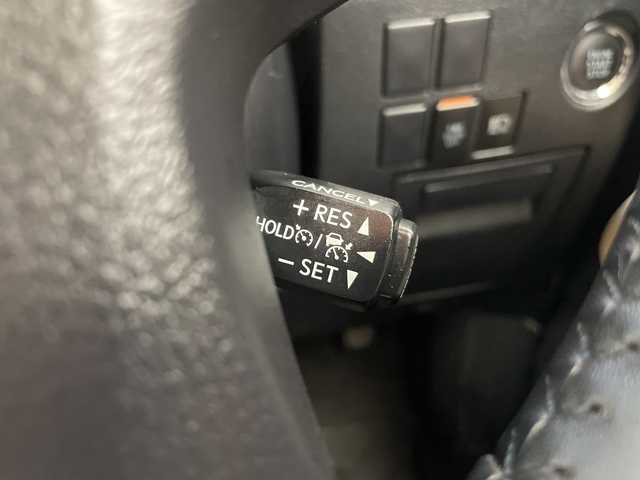 CANCEL▼
+ RES ▲
HOLD / ◀
− SET ▼